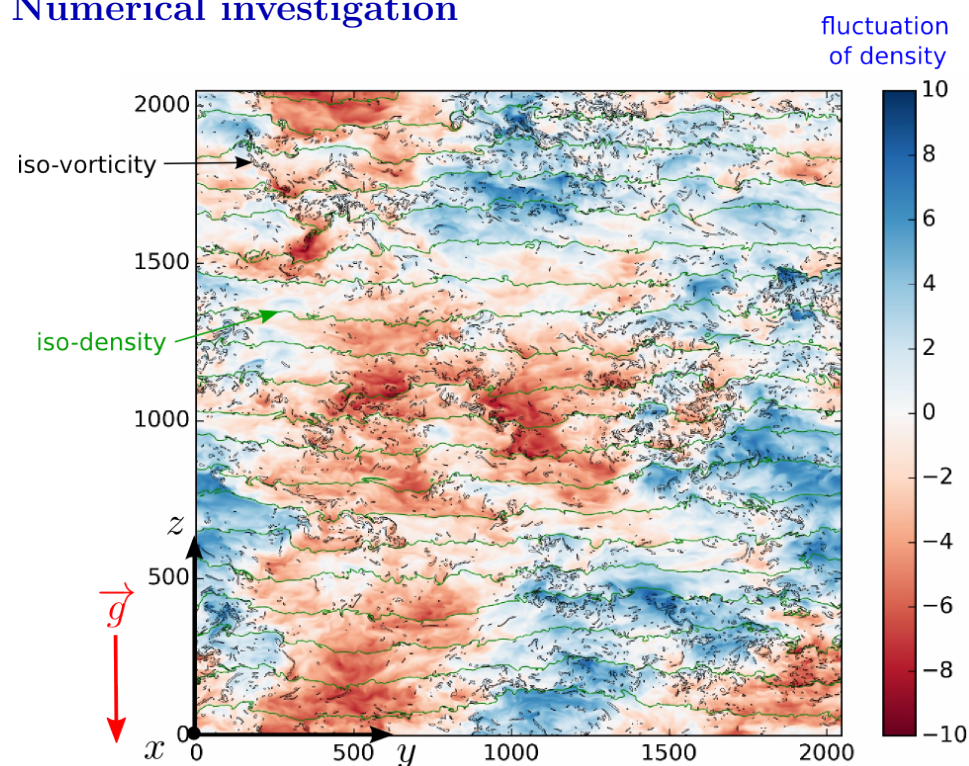 Numerical investigation
fluctuation
of density
2000
1500
1000
500
0
iso-vorticity
iso-density
z
g
x
0
500
y
1000
1500
2000
10
8
6
4
2
0
−2
−4
−6
−8
−10